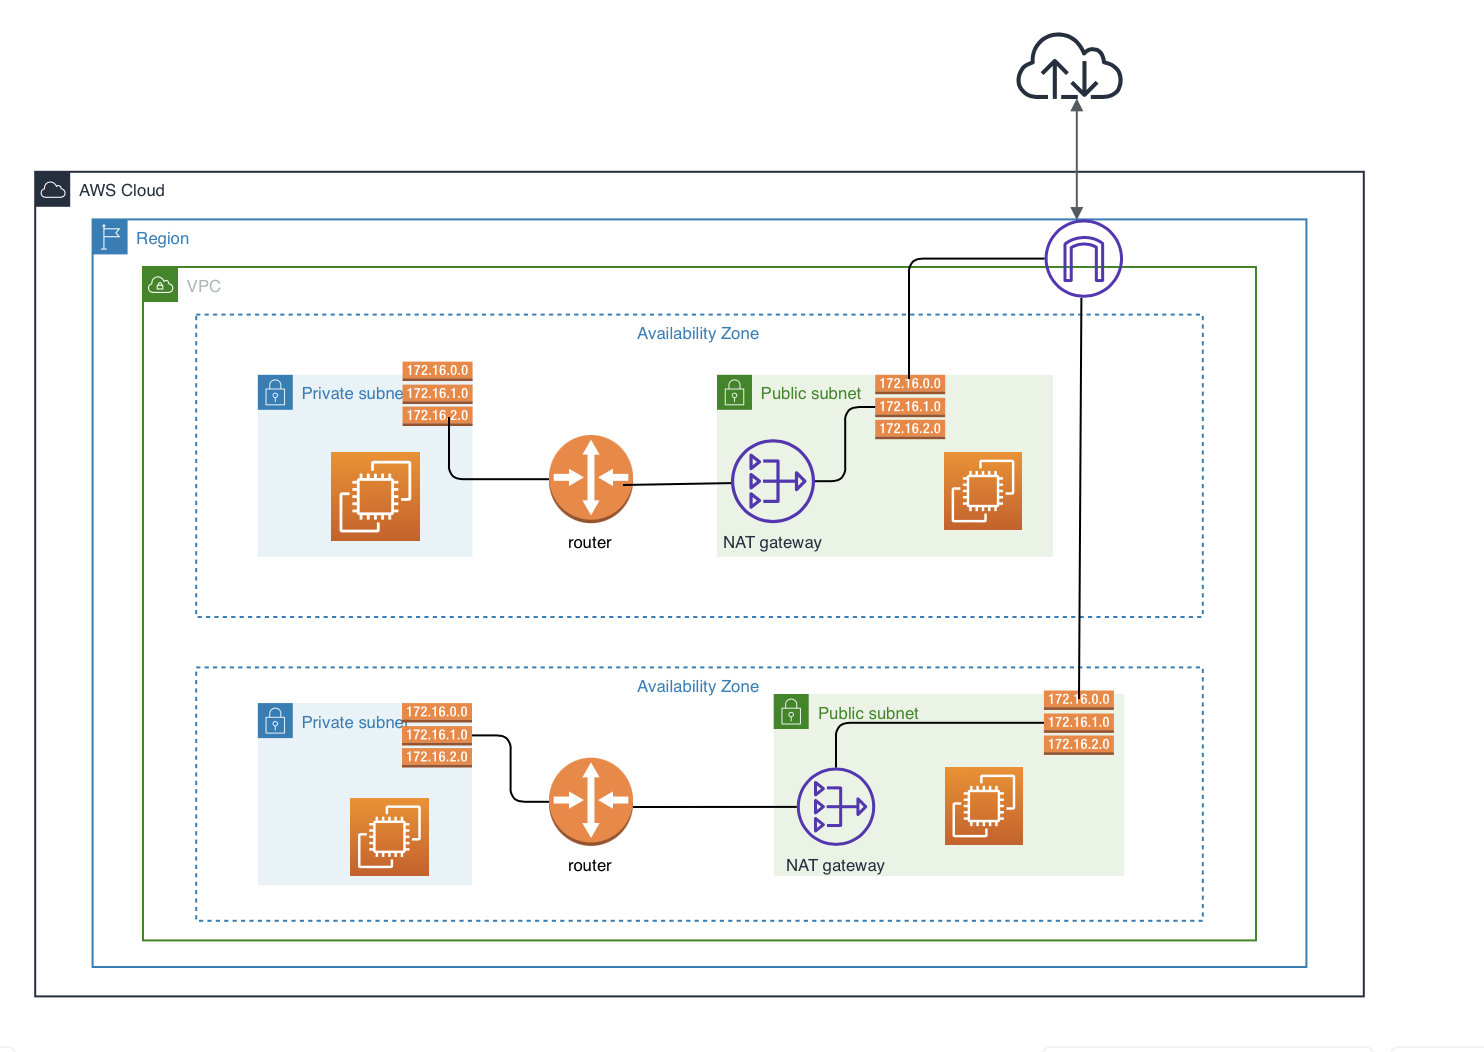 AWS Cloud
Region
VPC
Availability Zone
172.16.0.0
Private subne
172.16.1.0
172.16.2.0
Public subnet
172.16.0.0
172.16.1.0
172.16.2.0
router
NAT gateway
Availability Zone
Private subne
172.16.0.0
172.16.1.0
172.16.2.0
Public subnet
172.16.0.0
172.16.1.0
172.16.2.0
router
NAT gateway